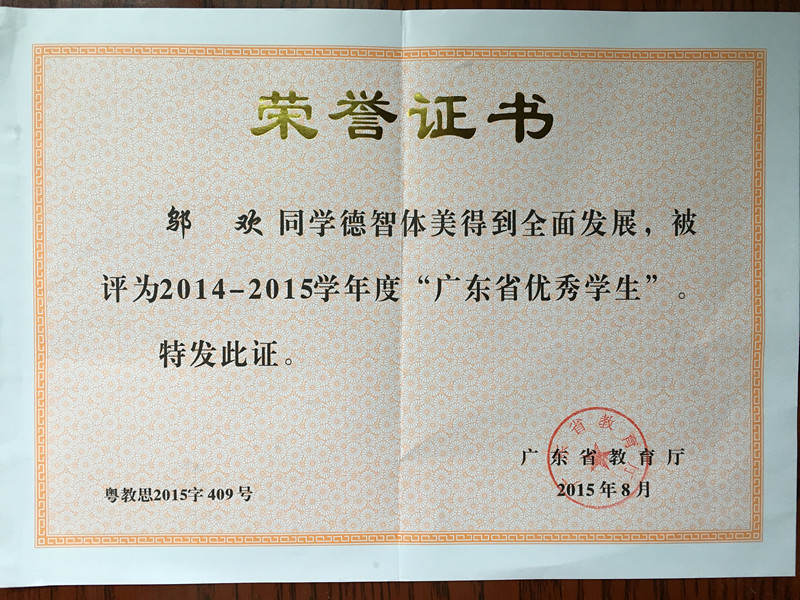 荣誉证书
邬 欢 同学德智体美得到全面发展，被
评为2014-2015学年度“广东省优秀学生”。
特发此证。
广东省教育厅
2015年8月
粤教思2015字409号